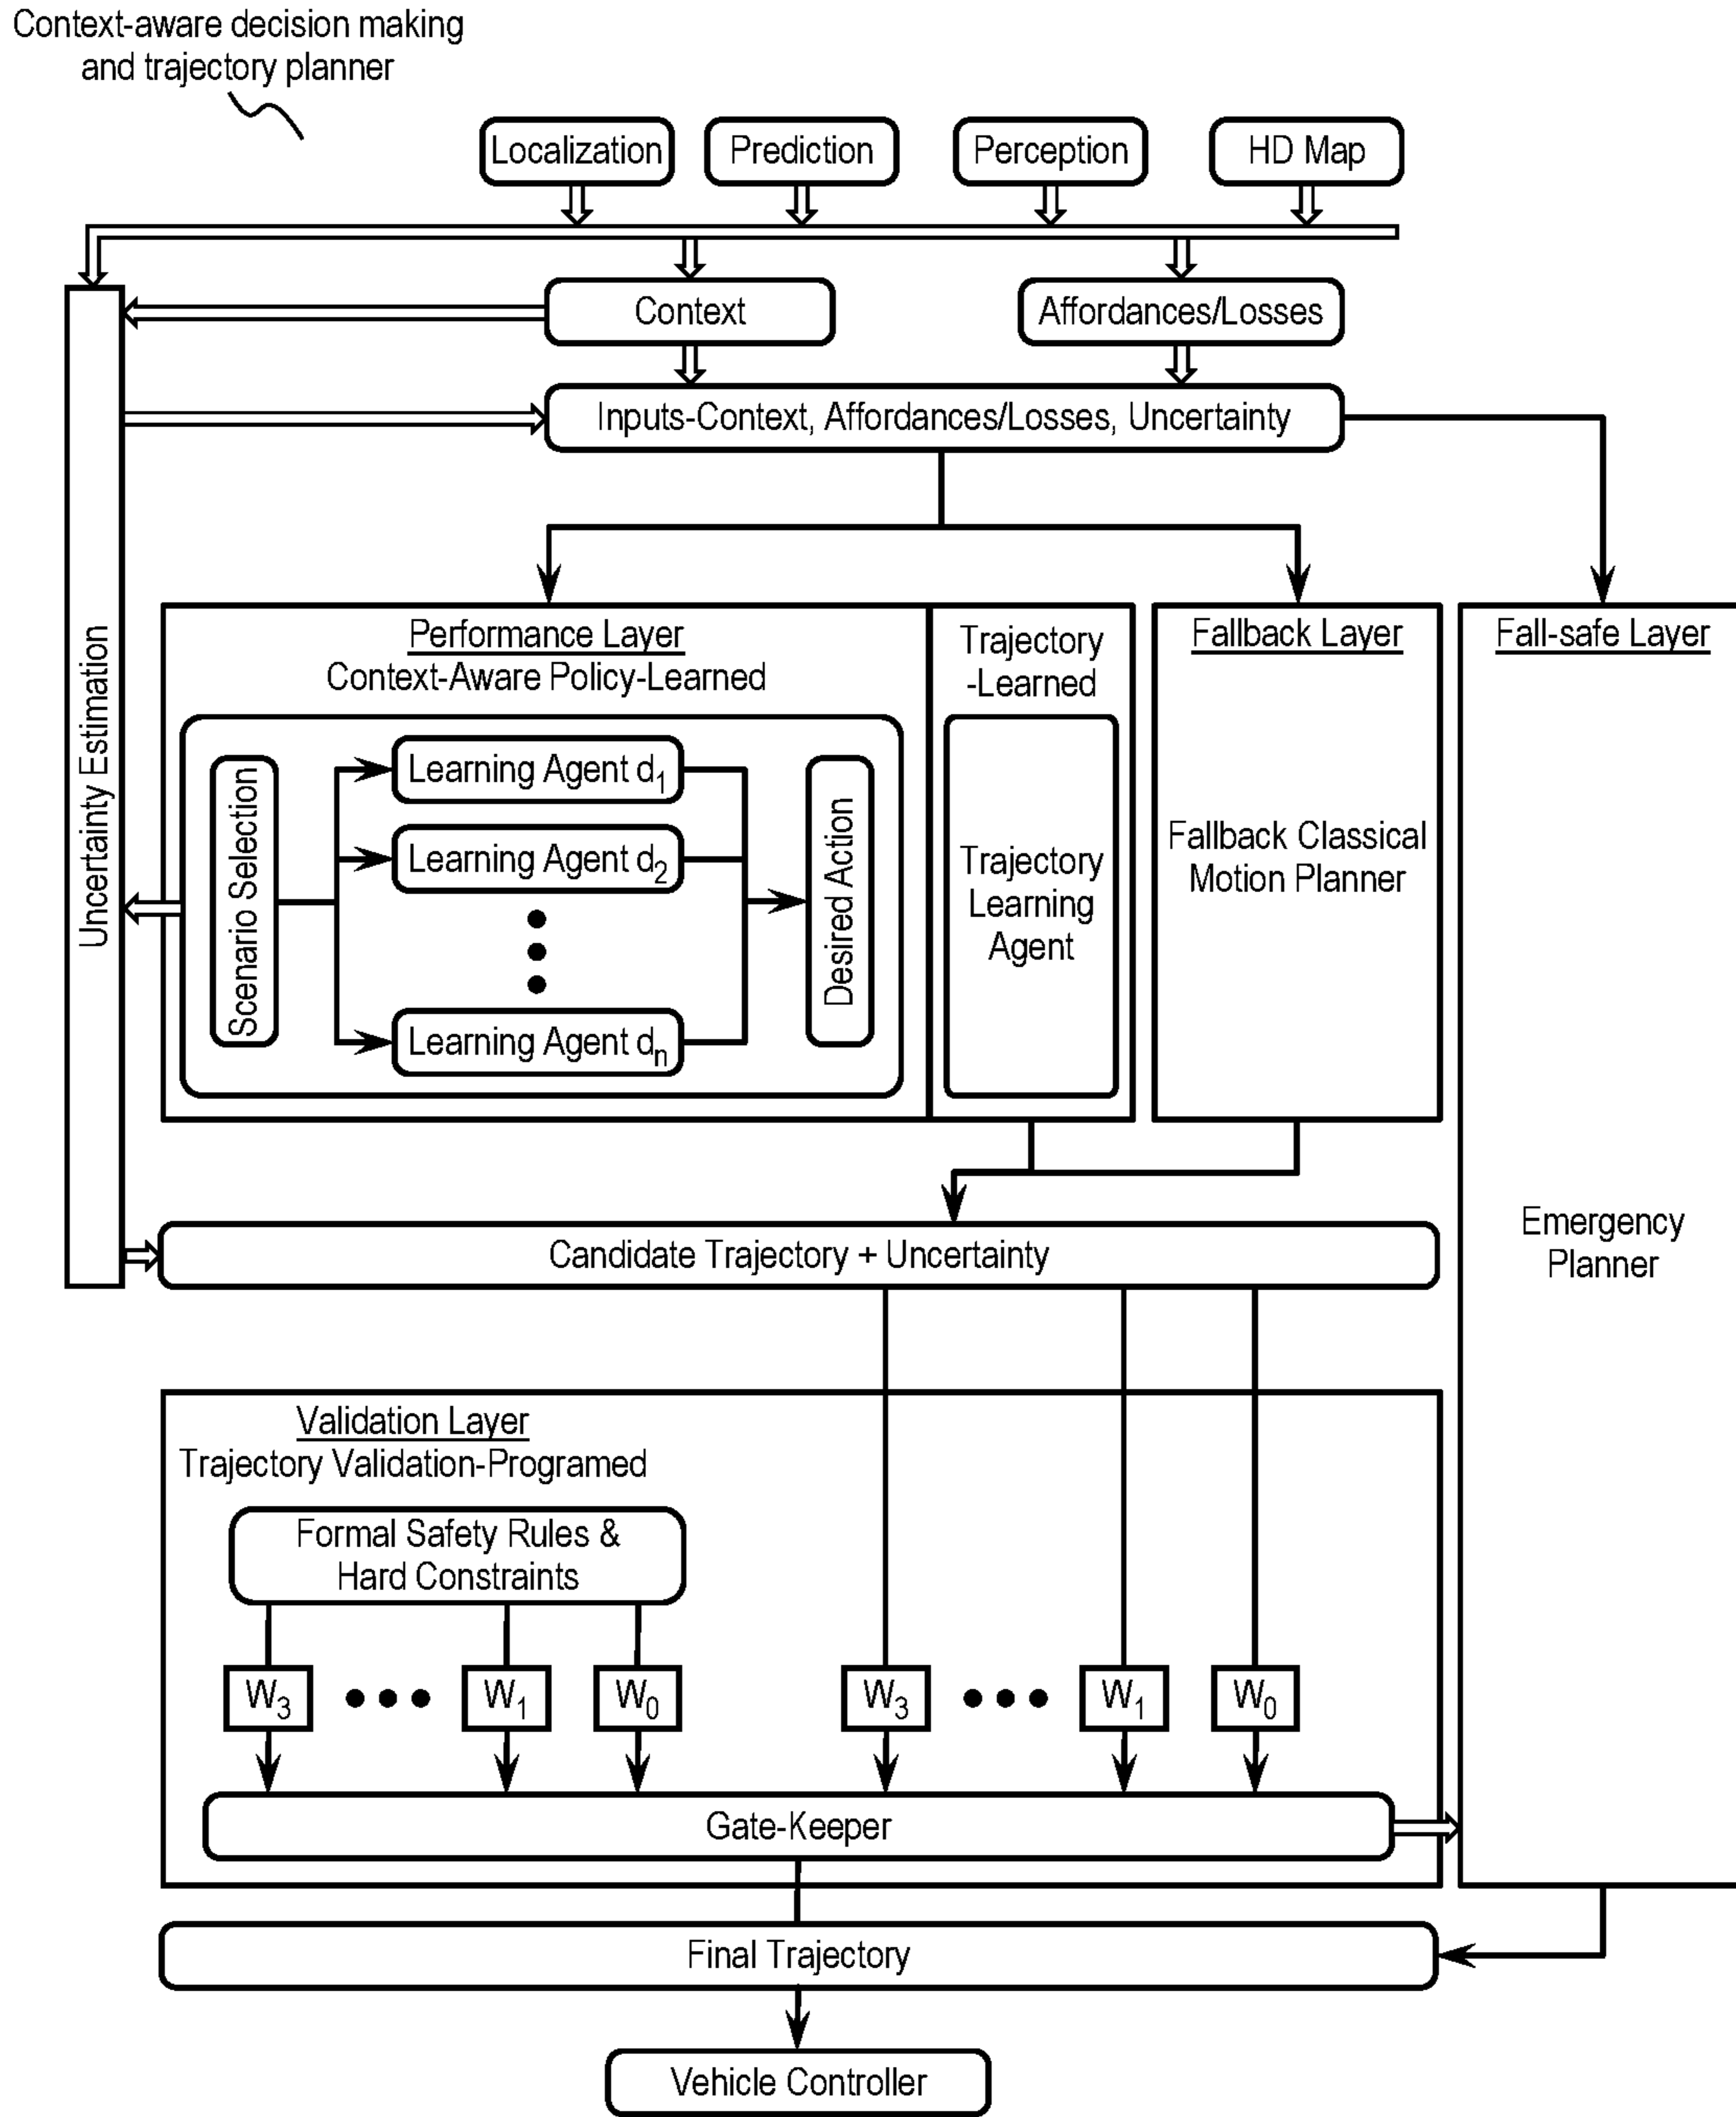 Context-aware decision making
and trajectory planner
Localization
Prediction
Perception
HD Map
Context
Affordances/Losses
Inputs-Context, Affordances/Losses, Uncertainty
Uncertainty Estimation
Performance Layer
Context-Aware Policy-Learned
Scenario Selection
Learning Agent d1
Learning Agent d2
Learning Agent dn
Desired Action
Trajectory
-Learned
Trajectory
Learning
Agent
Fallback Layer
Fallback Classical
Motion Planner
Fall-safe Layer
Emergency
Planner
Candidate Trajectory + Uncertainty
Validation Layer
Trajectory Validation-Programed
Formal Safety Rules &
Hard Constraints
W3
W1
W0
W3
W1
W0
Gate-Keeper
Final Trajectory
Vehicle Controller